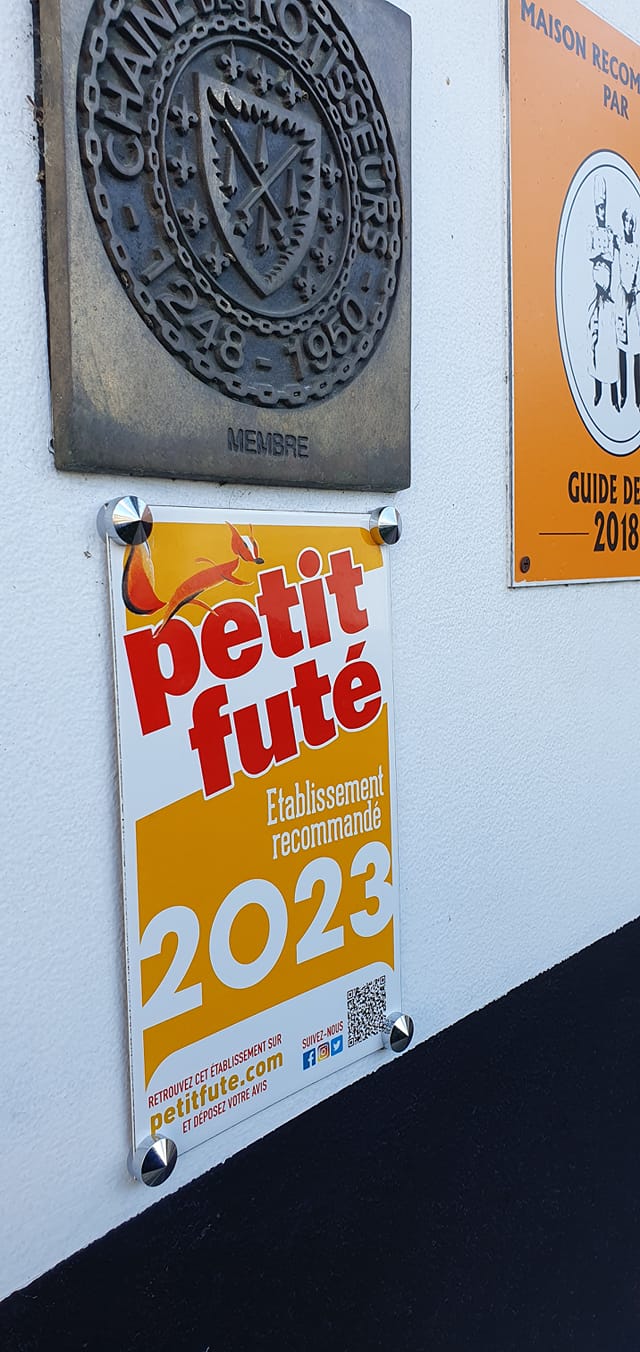 CHAINE DES ROTISSEURS
- 1248 - 1950 -
MEMBRE
MAISON RECOM
PAR
GUIDE DE
2018
petit
futé
Etablissement
recommandé
2023
RETROUVEZ CET ÉTABLISSEMENT SUR
petitfute.com
ET DÉPOSEZ VOTRE AVIS
SUIVEZ-NOUS